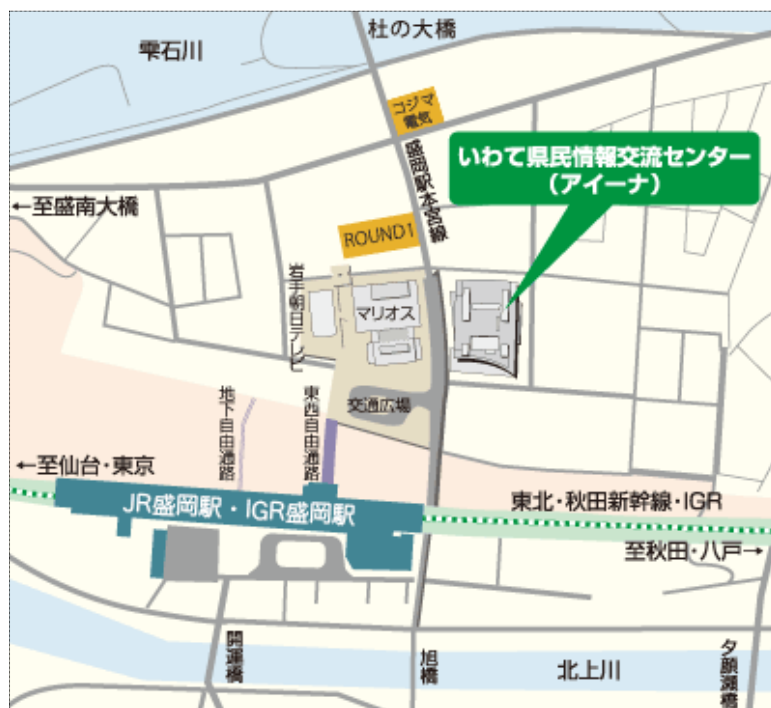 杜の大橋
雫石川
コジマ
電気
盛岡駅本宮線
いわて県民情報交流センター
(アイーナ)
←至盛南大橋
ROUND1
岩手朝日テレビ
マリオス
交通広場
地下自由通路
東西自由通路
←至仙台・東京
JR盛岡駅・IGR盛岡駅
東北・秋田新幹線・IGR
至秋田・八戸→
開運橋
旭橋
北上川
夕顔瀬橋